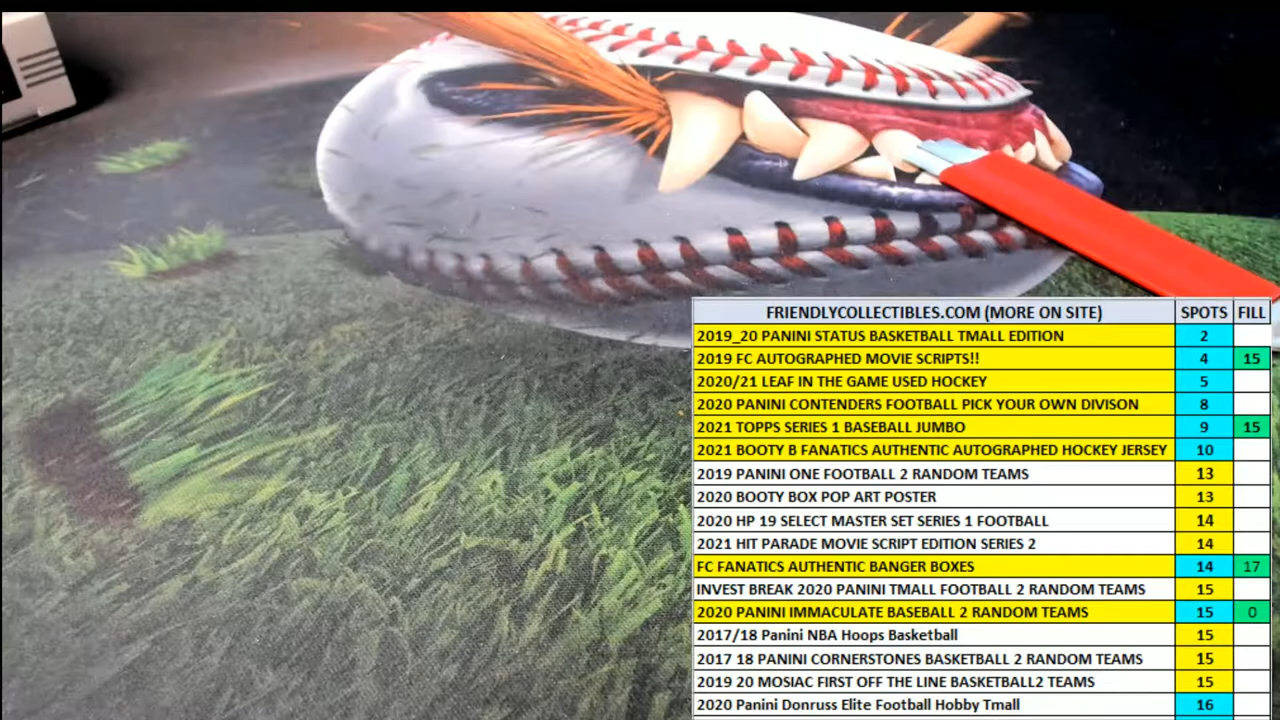 FRIENDLYCOLLECTIBLES.COM (MORE ON SITE) SPOTS FILL
2019_20 PANINI STATUS BASKETBALL TMALL EDITION 2
2019 FC AUTOGRAPHED MOVIE SCRIPTS!! 4 15
2020/21 LEAF IN THE GAME USED HOCKEY 5
2020 PANINI CONTENDERS FOOTBALL PICK YOUR OWN DIVISON 8
2021 TOPPS SERIES 1 BASEBALL JUMBO 9 15
2021 BOOTY B FANATICS AUTHENTIC AUTOGRAPHED HOCKEY JERSEY 10
2019 PANINI ONE FOOTBALL 2 RANDOM TEAMS 13
2020 BOOTY BOX POP ART POSTER 13
2020 HP 19 SELECT MASTER SET SERIES 1 FOOTBALL 14
2021 HIT PARADE MOVIE SCRIPT EDITION SERIES 2 14
FC FANATICS AUTHENTIC BANGER BOXES 14 17
INVEST BREAK 2020 PANINI TMALL FOOTBALL 2 RANDOM TEAMS 15
2020 PANINI IMMACULATE BASEBALL 2 RANDOM TEAMS 15 0
2017/18 Panini NBA Hoops Basketball 15
2017 18 PANINI CORNERSTONES BASKETBALL 2 RANDOM TEAMS 15
2019 20 MOSIAC FIRST OFF THE LINE BASKETBALL2 TEAMS 15
2020 Panini Donruss Elite Football Hobby Tmall 16